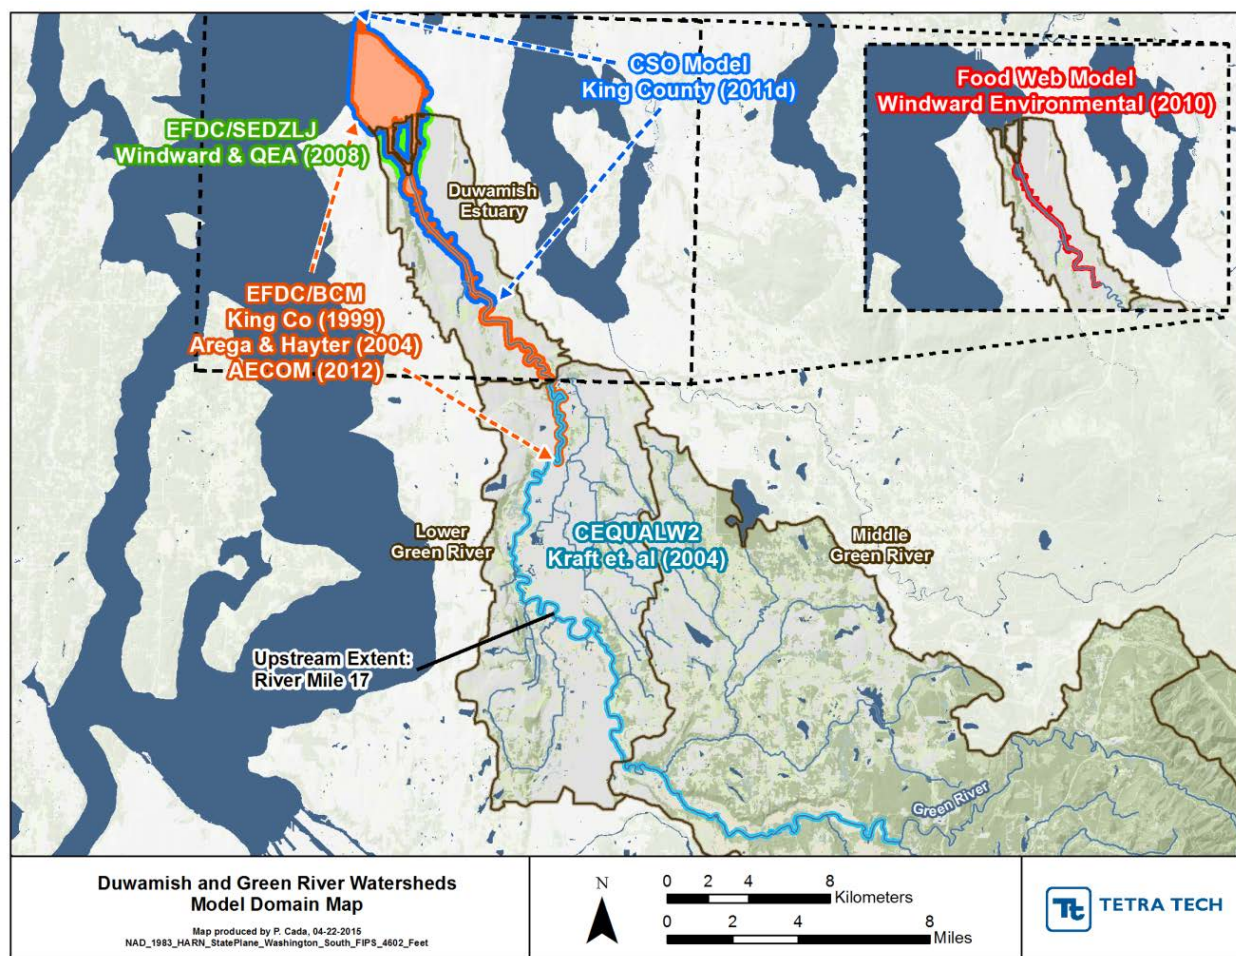 CSO Model
King County (2011d)
Food Web Model
Windward Environmental (2010)
EFDC/SEDZLJ
Windward & QEA (2008)
Duwamish
Estuary
EFDC/BCM
King Co (1999)
Arega & Hayter (2004)
AECOM (2012)
Lower
Green River
CEQUALW2
Kraft et. al (2004)
Middle
Green River
Upstream Extent:
River Mile 17
Green River
Duwamish and Green River Watersheds
Model Domain Map
Map produced by P. Cada, 04-22-2015
NAD_1983_HARN_StatePlane_Washington_South_FIPS_4602_Feet
N
0 2 4 8
Kilometers
0 2 4 8
Miles
Tt TETRA TECH